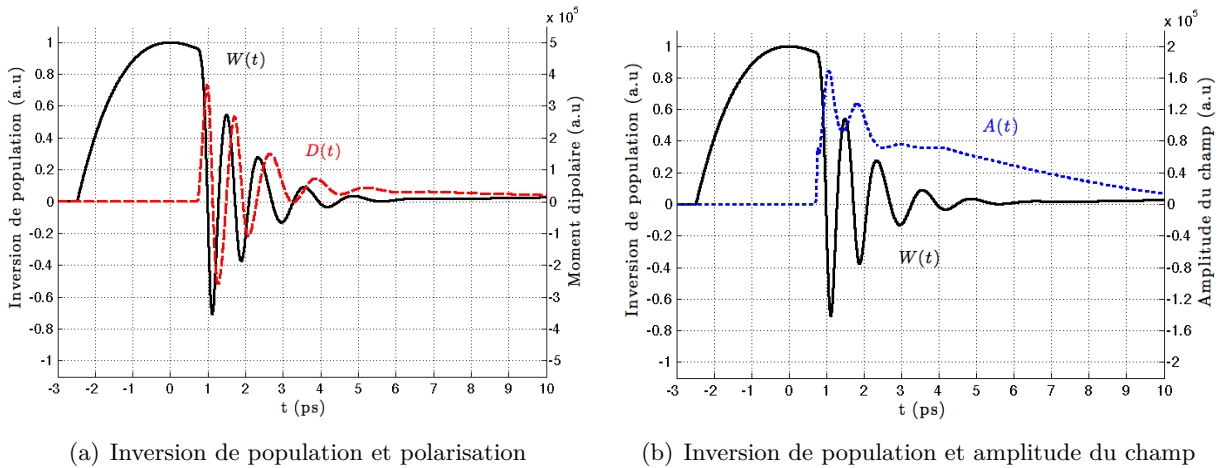 x 10⁵
1
0.8
0.6
0.4
0.2
0
-0.2
-0.4
-0.6
-0.8
-1
Inversion de population (a.u)
W(t)
D(t)
5
4
3
2
1
0
-1
-2
-3
-4
-5
Moment dipolaire (a.u)
-3 -2 -1 0 1 2 3 4 5 6 7 8 9 10
t (ps)
(a) Inversion de population et polarisation
x 10⁵
1
0.8
0.6
0.4
0.2
0
-0.2
-0.4
-0.6
-0.8
-1
Inversion de population (a.u)
A(t)
W(t)
2
1.6
1.2
0.8
0.4
0
-0.4
-0.8
-1.2
-1.6
-2
Amplitude du champ (a.u)
-3 -2 -1 0 1 2 3 4 5 6 7 8 9 10
t (ps)
(b) Inversion de population et amplitude du champ